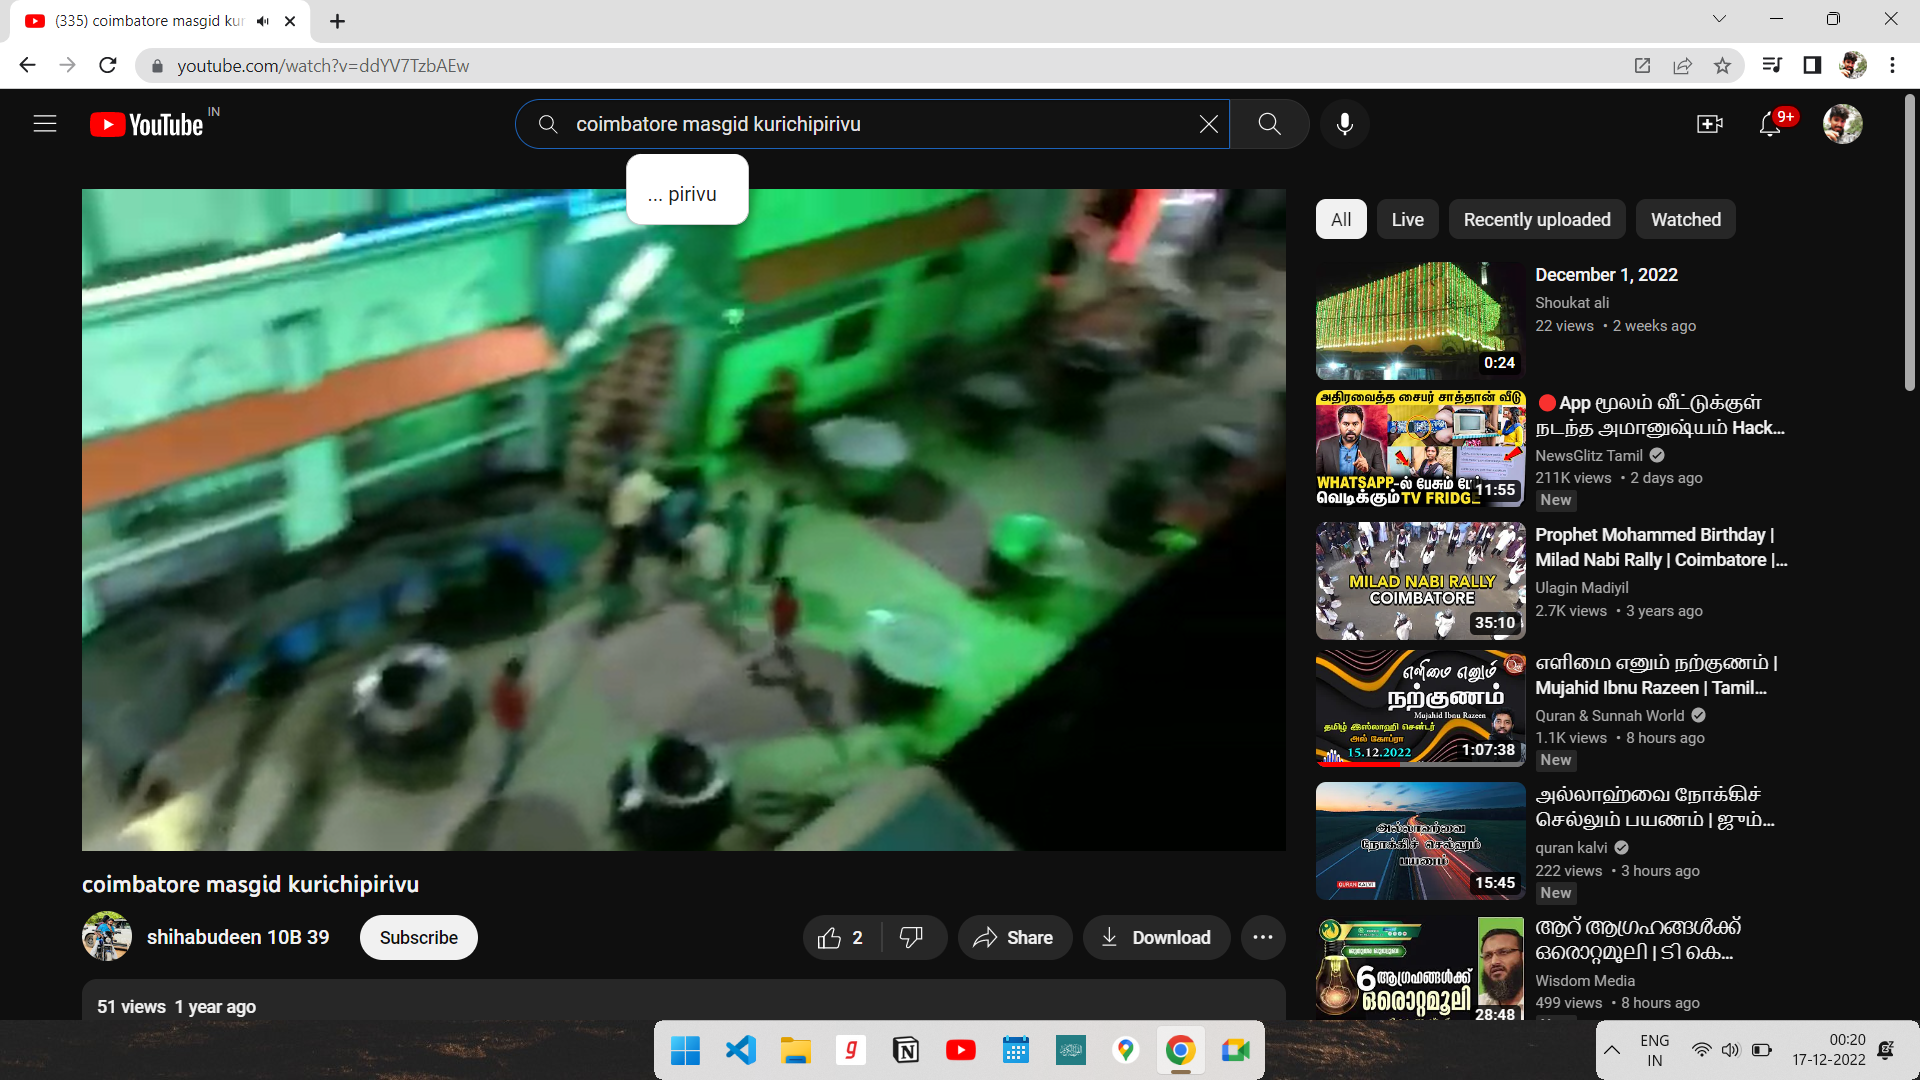 (335) coimbatore masgid kur
youtube.com/watch?v=ddYV7TzbAEw
YouTube IN
coimbatore masgid kurichipirivu
9+
... pirivu
All
Live
Recently uploaded
Watched
0:24
December 1, 2022
Shoukat ali
22 views • 2 weeks ago
அதிரவைத்த சைபர் சாத்தான் வீடு
WHATSAPP-ல் பேசும்
வெடிக்கும் TV FRIDGE
11:55
App மூலம் வீட்டுக்குள்
நடந்த அமானுஷ்யம் Hack...
NewsGlitz Tamil
211K views • 2 days ago
New
MILAD NABI RALLY
COIMBATORE
35:10
Prophet Mohammed Birthday |
Milad Nabi Rally | Coimbatore |...
Ulagin Madiyil
2.7K views • 3 years ago
எளிமை எனும்
நற்குணம்
Mujahid Ibnu Razeen
தமிழ் இஸ்லாஹி சென்டர்
அல் கோப்ரா
15.12.2022
1:07:38
எளிமை எனும் நற்குணம் |
Mujahid Ibnu Razeen | Tamil...
Quran & Sunnah World
1.1K views • 8 hours ago
New
அல்லாஹ்வை
நோக்கிச் செல்லும்
பயணம்
QURAN KALVI
15:45
அல்லாஹ்வை நோக்கிச்
செல்லும் பயணம் | ஜும்...
quran kalvi
222 views • 3 hours ago
New
6 ആഗ്രഹങ്ങൾക്ക്
ഒരൊറ്റമൂലി
28:48
ആറ് ആഗ്രഹങ്ങൾക്ക്
ഒരൊറ്റമൂലി | ടി കെ...
Wisdom Media
499 views • 8 hours ago
coimbatore masgid kurichipirivu
shihabudeen 10B 39
Subscribe
2
Share
Download
51 views 1 year ago
ENG
IN
00:20
17-12-2022